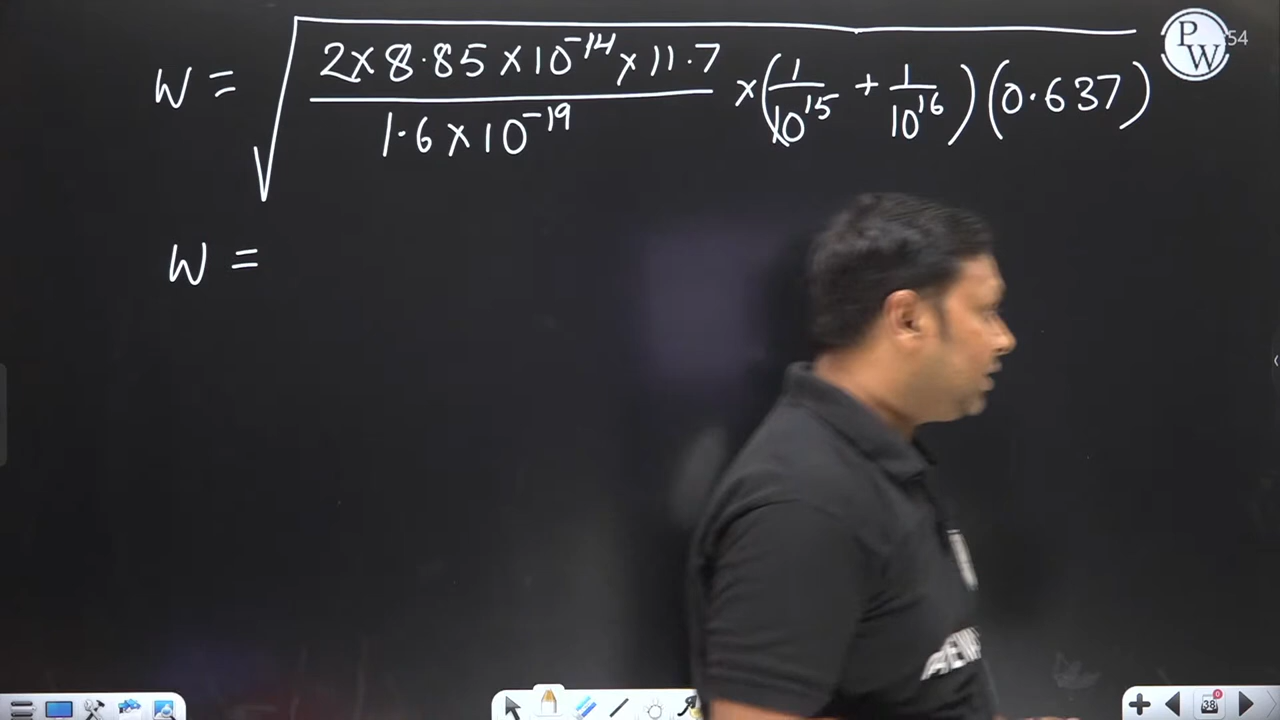 W = √(2×8.85×10⁻¹⁴×11.7 / 1.6×10⁻¹⁹ × (1/10¹⁵ + 1/10¹⁶)(0.637))
PW 54
W =
38